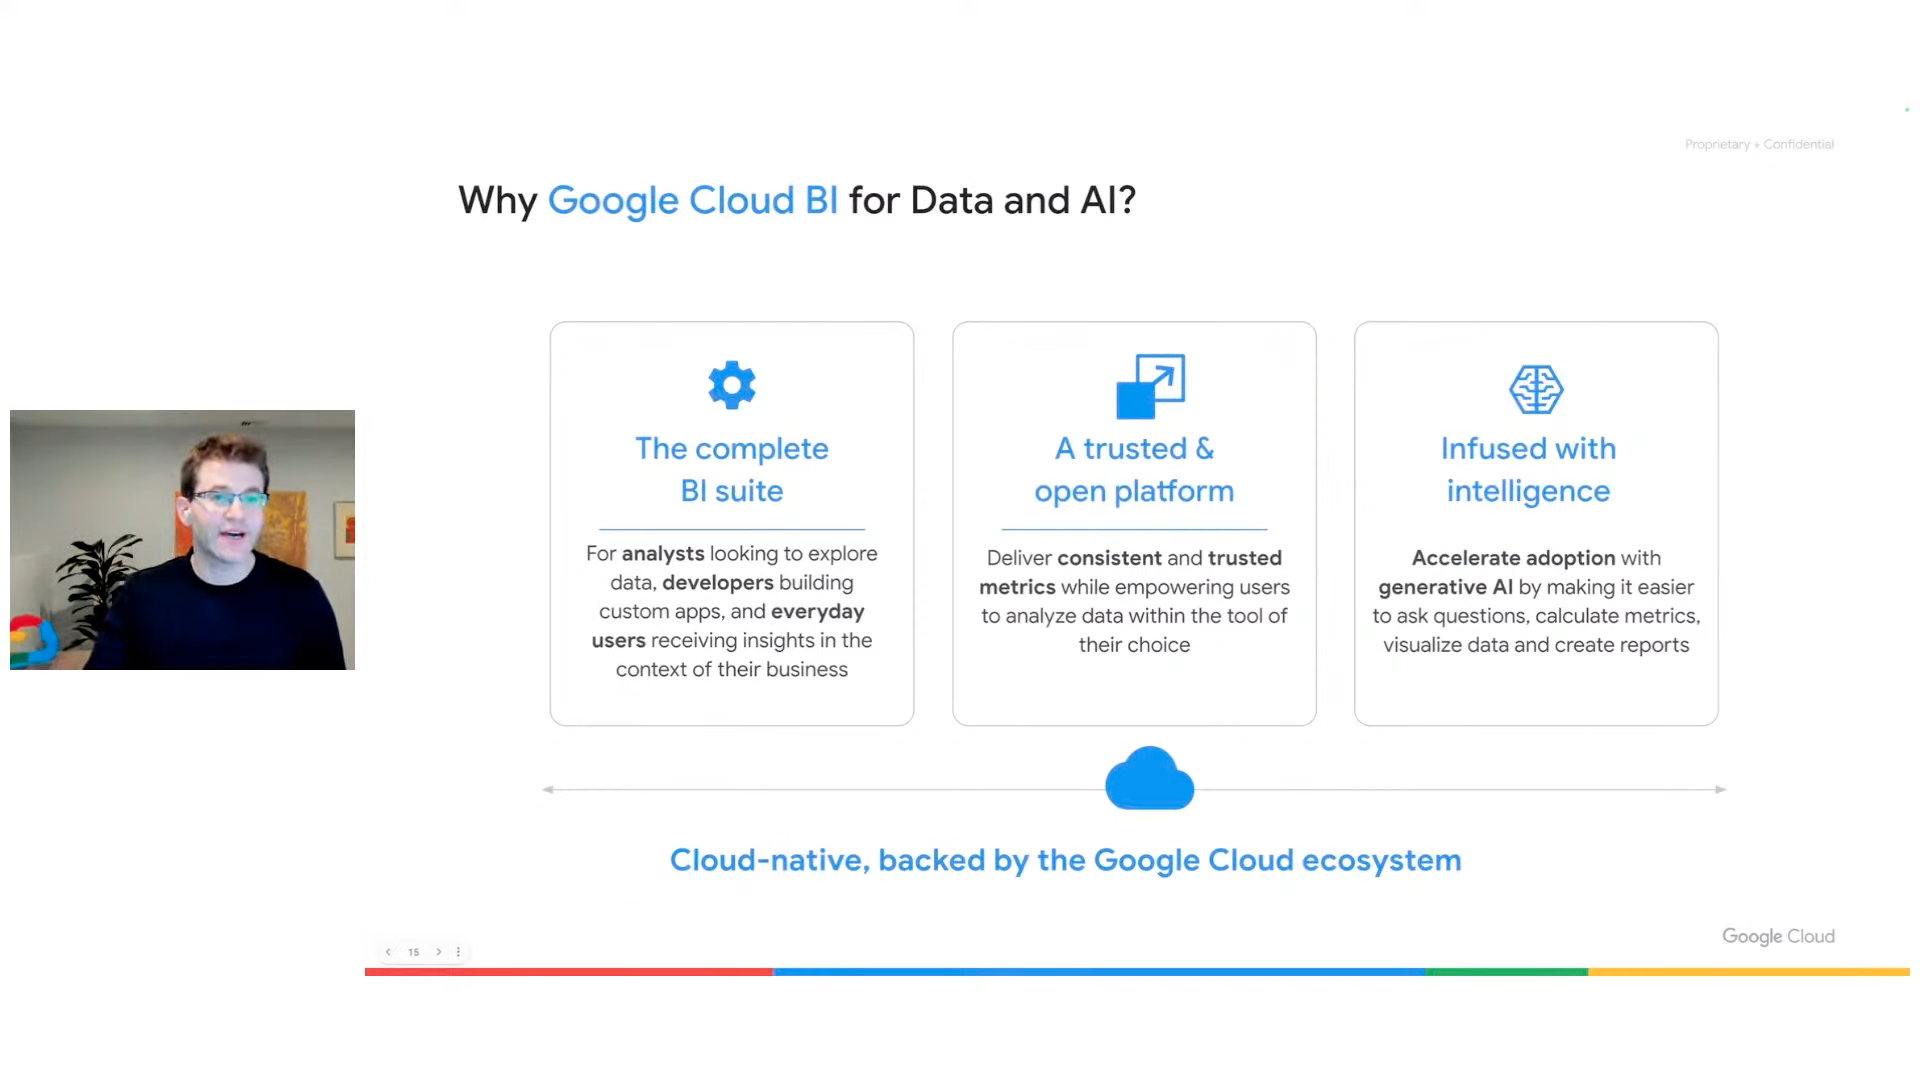 Proprietary + Confidential
Why Google Cloud BI for Data and AI?
The complete
BI suite
For analysts looking to explore
data, developers building
custom apps, and everyday
users receiving insights in the
context of their business
A trusted &
open platform
Deliver consistent and trusted
metrics while empowering users
to analyze data within the tool of
their choice
Infused with
intelligence
Accelerate adoption with
generative AI by making it easier
to ask questions, calculate metrics,
visualize data and create reports
Cloud-native, backed by the Google Cloud ecosystem
Google Cloud
15